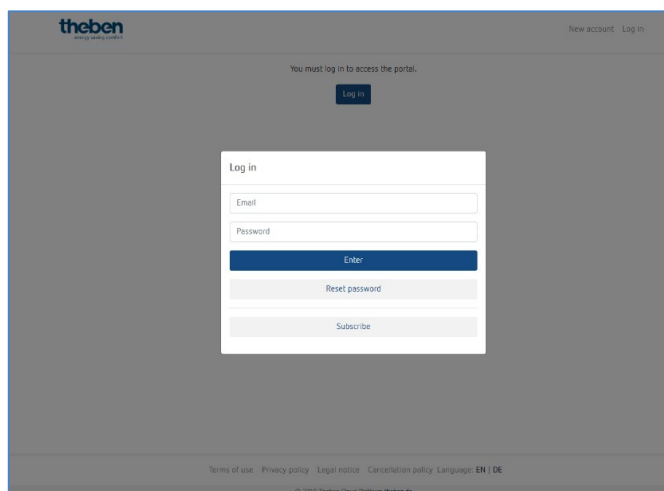 theben
energy saving comfort
New account Log in
You must log in to access the portal.
Log in
Log in
Email
Password
Enter
Reset password
Subscribe
Terms of use Privacy policy Legal notice Cancellation policy Language: EN | DE